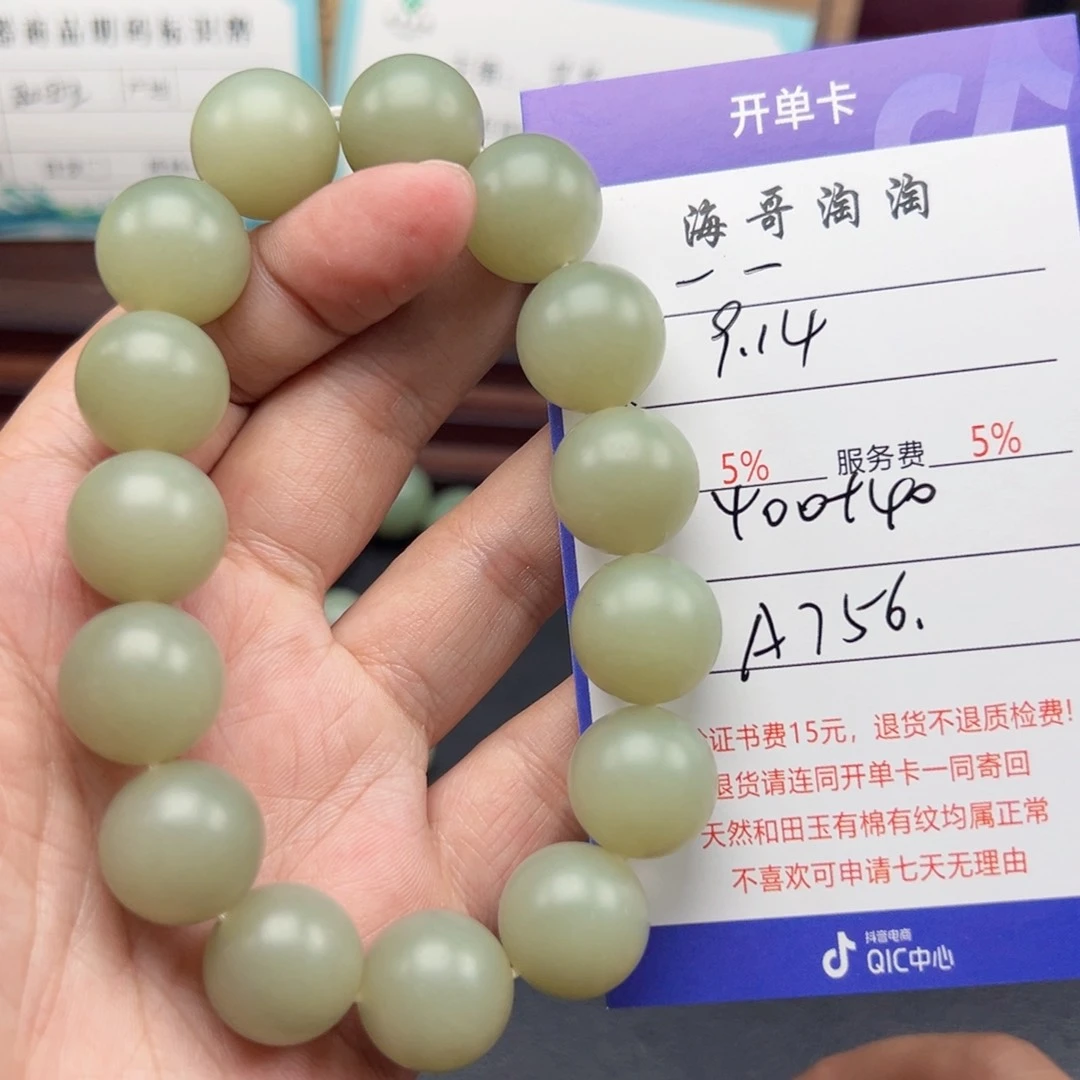 开单卡
海哥淘淘
一一
9.14
5% 服务费 5%
400+40
A756.
证书费15元，退货不退质检费!
退货请连同开单卡一同寄回
天然和田玉有棉有纹均属正常
不喜欢可申请七天无理由
抖音电商
QIC中心